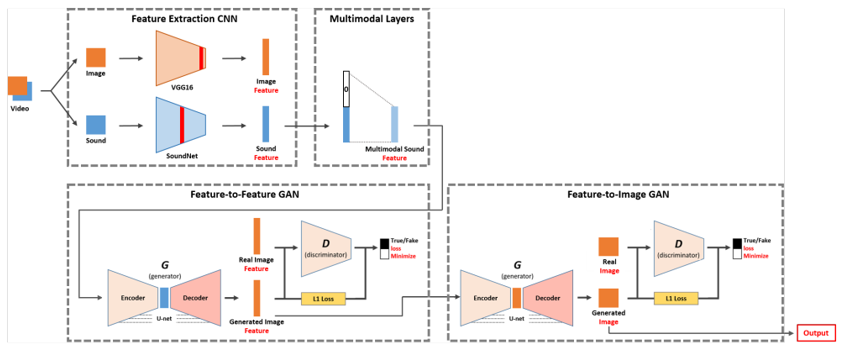 Feature Extraction CNN
Multimodal Layers
Video
Image
VGG16
Image
Feature
0
Sound
SoundNet
Sound
Feature
Multimodal Sound
Feature
Feature-to-Feature GAN
G
(generator)
Encoder
Decoder
U-net
Real Image
Feature
Generated Image
Feature
D
(discriminator)
L1 Loss
True/Fake
loss
Minimize
Feature-to-Image GAN
G
(generator)
Encoder
Decoder
U-net
Real
Image
Generated
Image
D
(discriminator)
L1 Loss
True/Fake
loss
Minimize
Output